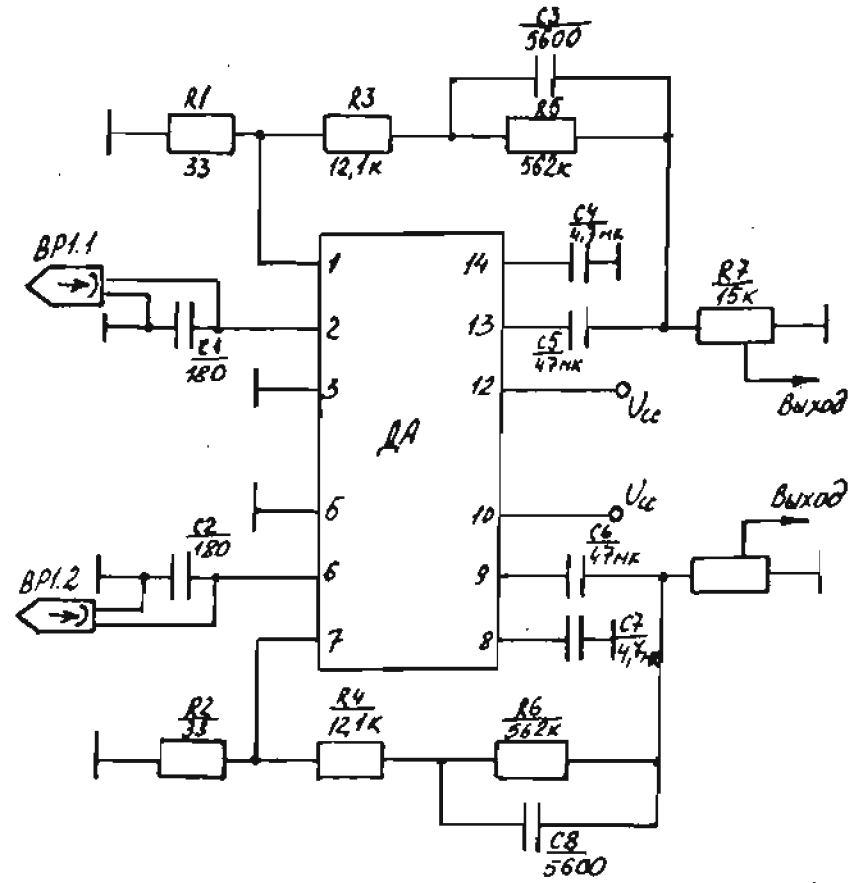 C3
5600
R1
R3
R5
33
12,1к
562к
ВР1.1
C1
180
C4
4,7мк
R7
15к
C5
47мк
Выход
1
2
3
5
6
7
14
13
12
10
9
8
ДА
Ucc
Ucc
Выход
C2
180
ВР1.2
C6
47мк
C7
4,7мк
R2
33
R4
12,1к
R6
562к
C8
5600